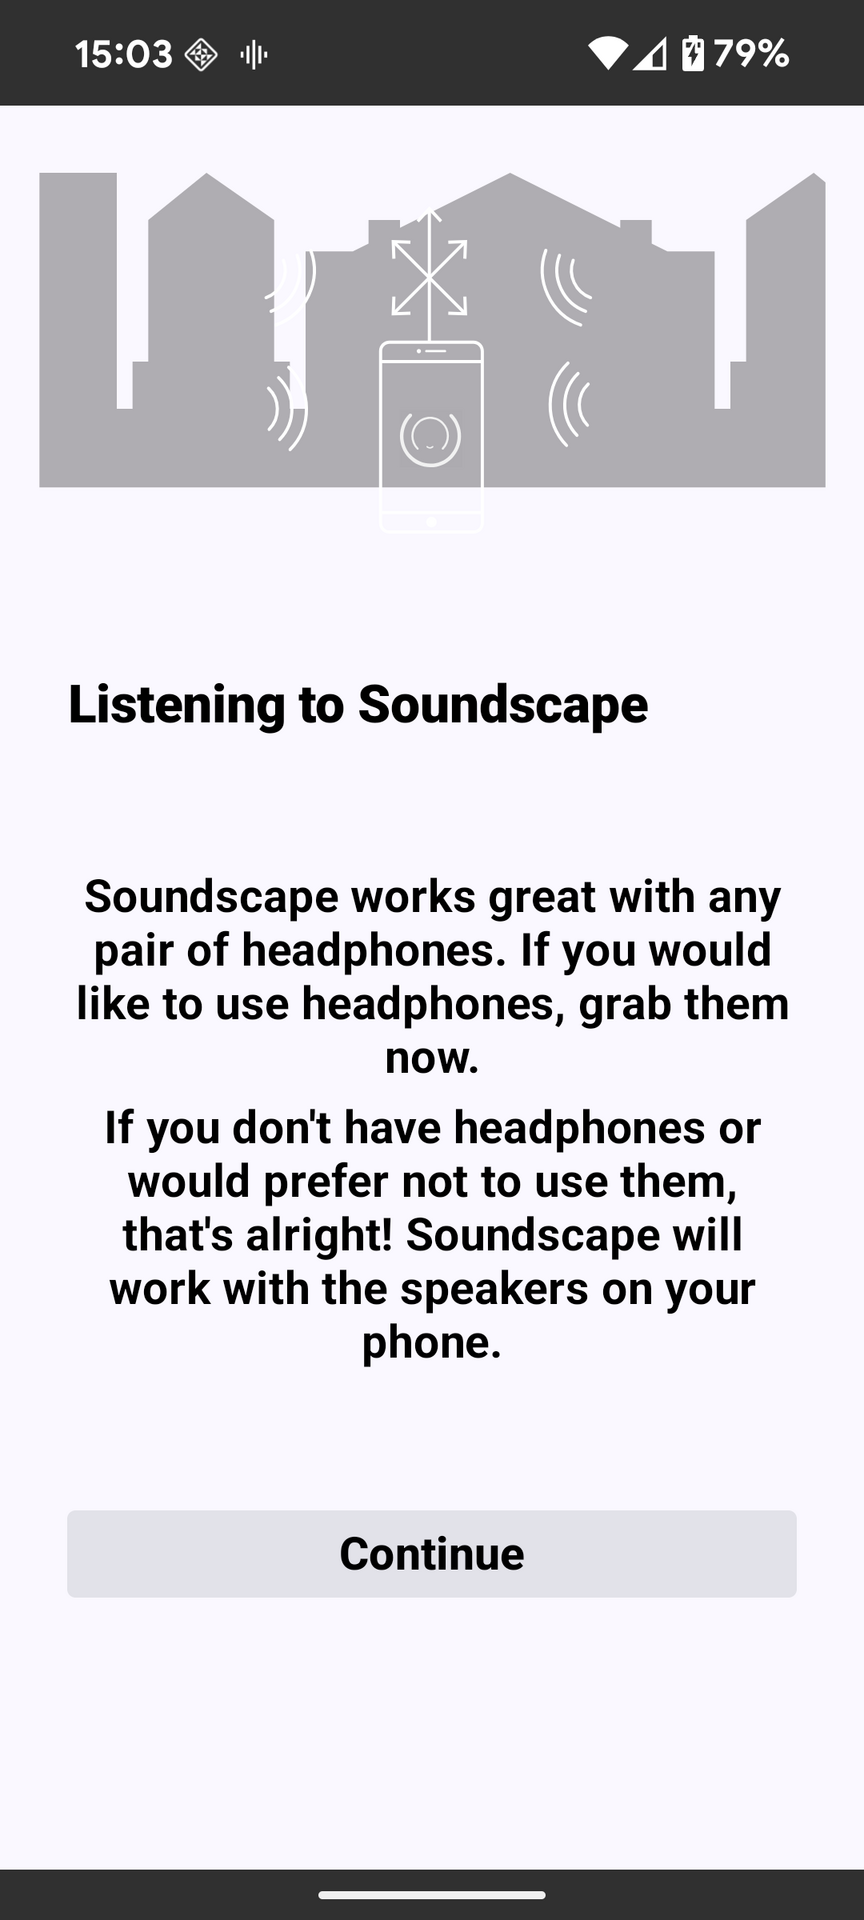 15:03
79%
Listening to Soundscape
Soundscape works great with any
pair of headphones. If you would
like to use headphones, grab them
now.
If you don't have headphones or
would prefer not to use them,
that's alright! Soundscape will
work with the speakers on your
phone.
Continue